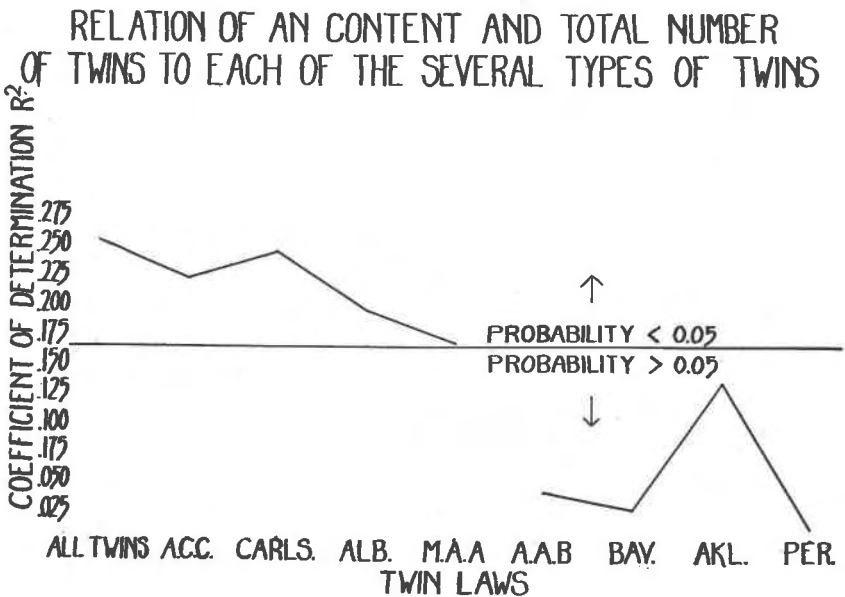 RELATION OF AN CONTENT AND TOTAL NUMBER
OF TWINS TO EACH OF THE SEVERAL TYPES OF TWINS
COEFFICIENT OF DETERMINATION R²
.275
.250
.225
.200
.175
.150
.125
.100
.175
.050
.025
PROBABILITY < 0.05
PROBABILITY > 0.05
ALL TWINS A.C.C. CARLS. ALB. M.A.A A.A.B BAV. AKL. PER.
TWIN LAWS